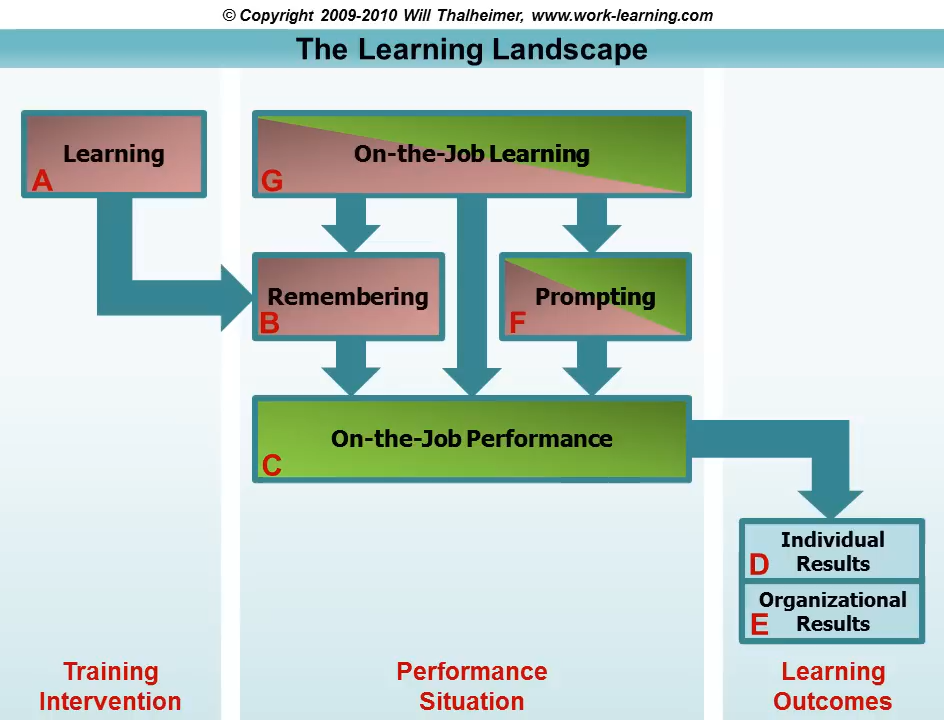 © Copyright 2009-2010 Will Thalheimer, www.work-learning.com
The Learning Landscape
Learning
A
On-the-Job Learning
G
Remembering
B
Prompting
F
On-the-Job Performance
C
Individual
Results
D
Organizational
Results
E
Training
Intervention
Performance
Situation
Learning
Outcomes